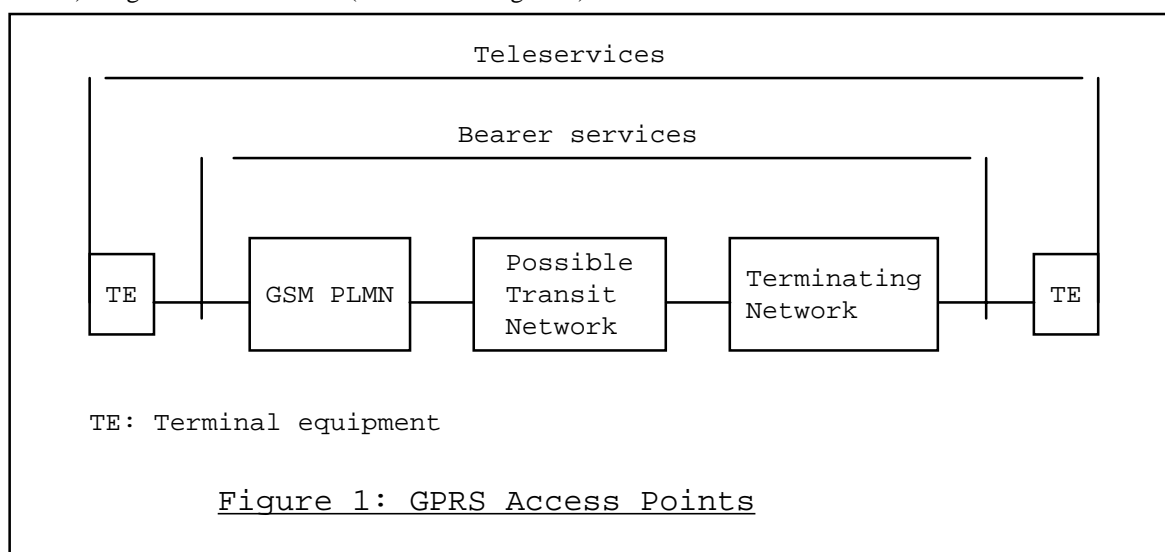 Teleservices
Bearer services
TE
GSM PLMN
Possible
Transit
Network
Terminating
Network
TE
TE: Terminal equipment
Figure 1: GPRS Access Points